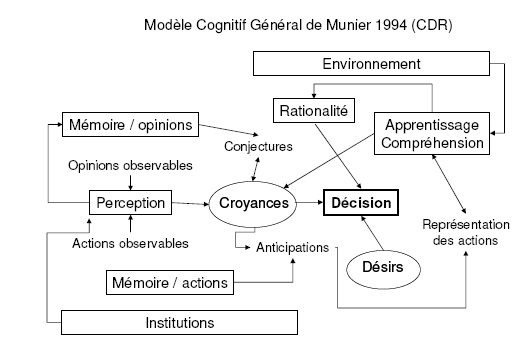 Modèle Cognitif Général de Munier 1994 (CDR)
Environnement
Rationalité
Mémoire / opinions
Apprentissage
Compréhension
Conjectures
Opinions observables
Perception
Croyances
Décision
Représentation
des actions
Actions observables
Anticipations
Désirs
Mémoire / actions
Institutions